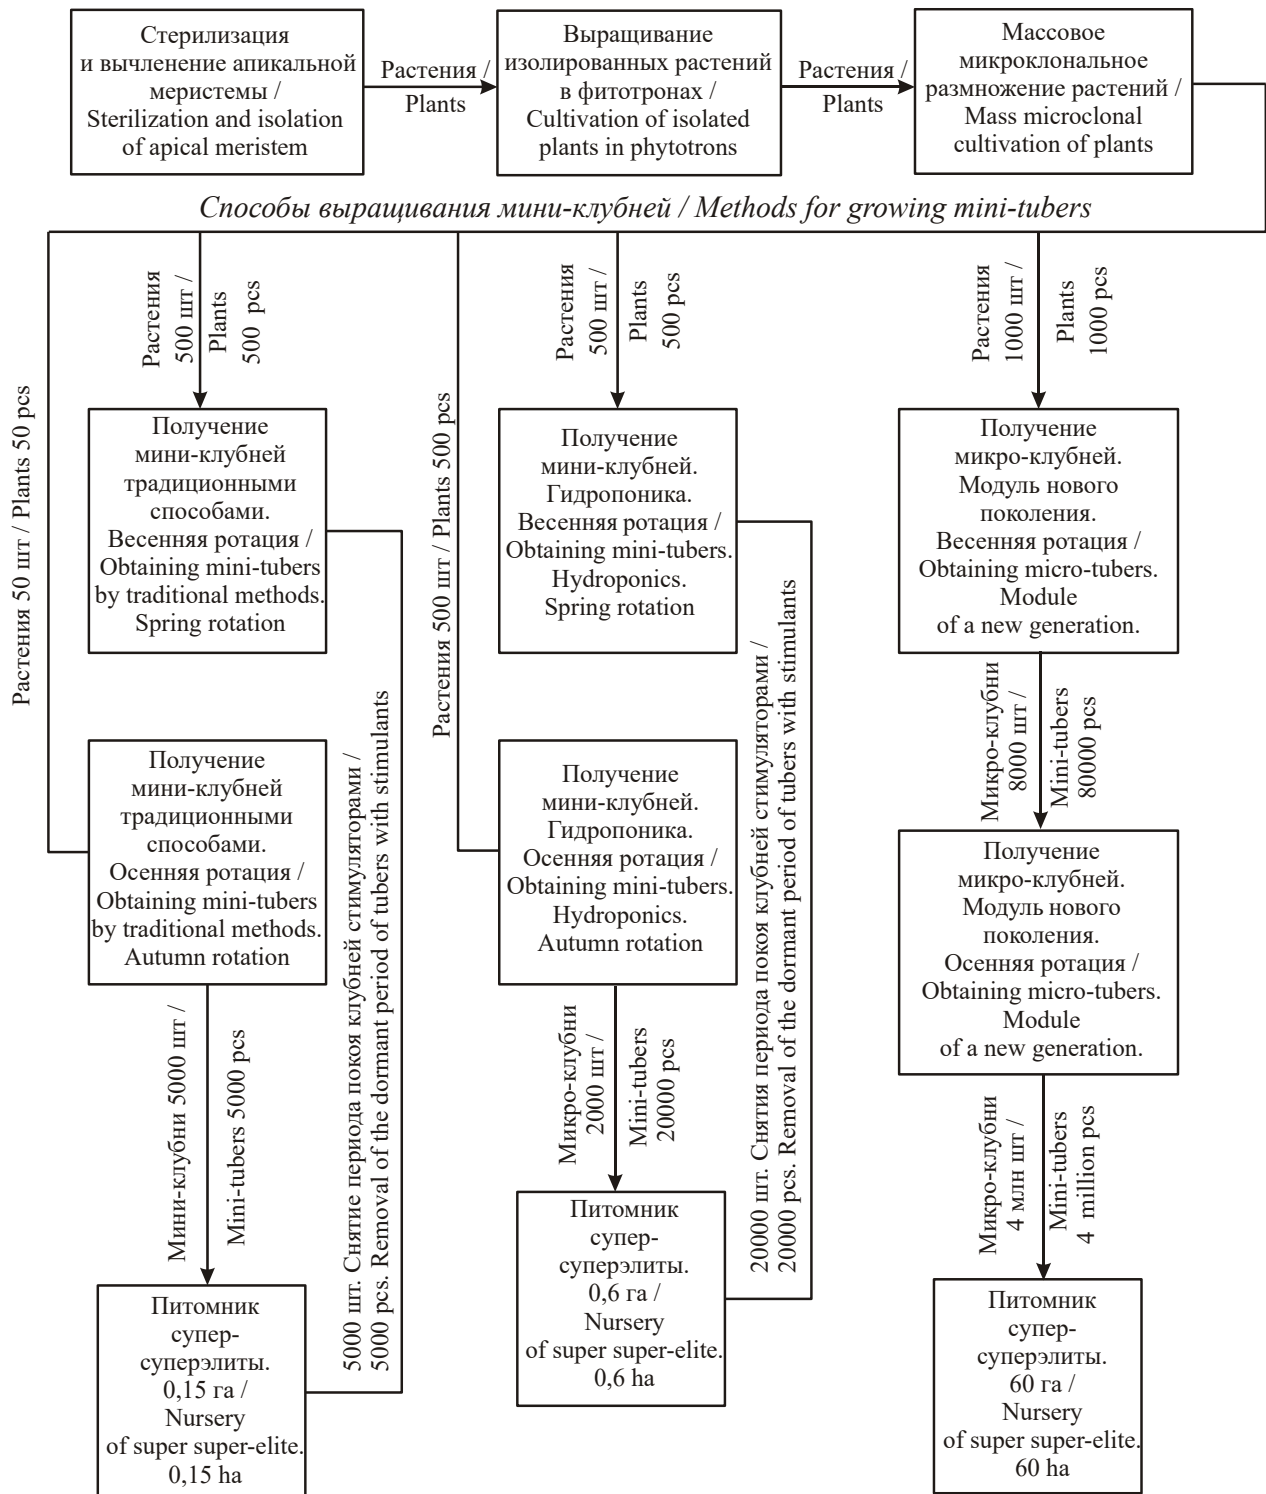 Стерилизация
и вычленение апикальной
меристемы /
Sterilization and isolation
of apical meristem
Растения /
Plants
Выращивание
изолированных растений
в фитотронах /
Cultivation of isolated
plants in phytotrons
Растения /
Plants
Массовое
микроклональное
размножение растений /
Mass microclonal
cultivation of plants
Способы выращивания мини-клубней / Methods for growing mini-tubers
Растения 50 шт / Plants 50 pcs
Растения
500 шт /
Plants
500 pcs
Получение
мини-клубней
традиционными
способами.
Весенняя ротация /
Obtaining mini-tubers
by traditional methods.
Spring rotation
Получение
мини-клубней
традиционными
способами.
Осенняя ротация /
Obtaining mini-tubers
by traditional methods.
Autumn rotation
Мини-клубни 5000 шт /
Mini-tubers 5000 pcs
5000 шт. Снятие периода покоя клубней стимуляторами /
5000 pcs. Removal of the dormant period of tubers with stimulants
Питомник
супер-
суперэлиты.
0,15 га /
Nursery
of super super-elite.
0,15 ha
Растения 500 шт / Plants 500 pcs
Растения
500 шт /
Plants
500 pcs
Получение
мини-клубней.
Гидропоника.
Весенняя ротация /
Obtaining mini-tubers.
Hydroponics.
Spring rotation
Получение
мини-клубней.
Гидропоника.
Осенняя ротация /
Obtaining mini-tubers.
Hydroponics.
Autumn rotation
Микро-клубни
2000 шт /
Mini-tubers
20000 pcs
20000 шт. Снятия периода покоя клубней стимуляторами /
20000 pcs. Removal of the dormant period of tubers with stimulants
Питомник
супер-
суперэлиты.
0,6 га /
Nursery
of super super-elite.
0,6 ha
Растения
1000 шт /
Plants
1000 pcs
Получение
микро-клубней.
Модуль нового
поколения.
Весенняя ротация /
Obtaining micro-tubers.
Module
of a new generation.
Микро-клубни
8000 шт /
Mini-tubers
80000 pcs
Получение
микро-клубней.
Модуль нового
поколения.
Осенняя ротация /
Obtaining micro-tubers.
Module
of a new generation.
Микро-клубни
4 млн шт /
Mini-tubers
4 million pcs
Питомник
супер-
суперэлиты.
60 га /
Nursery
of super super-elite.
60 ha